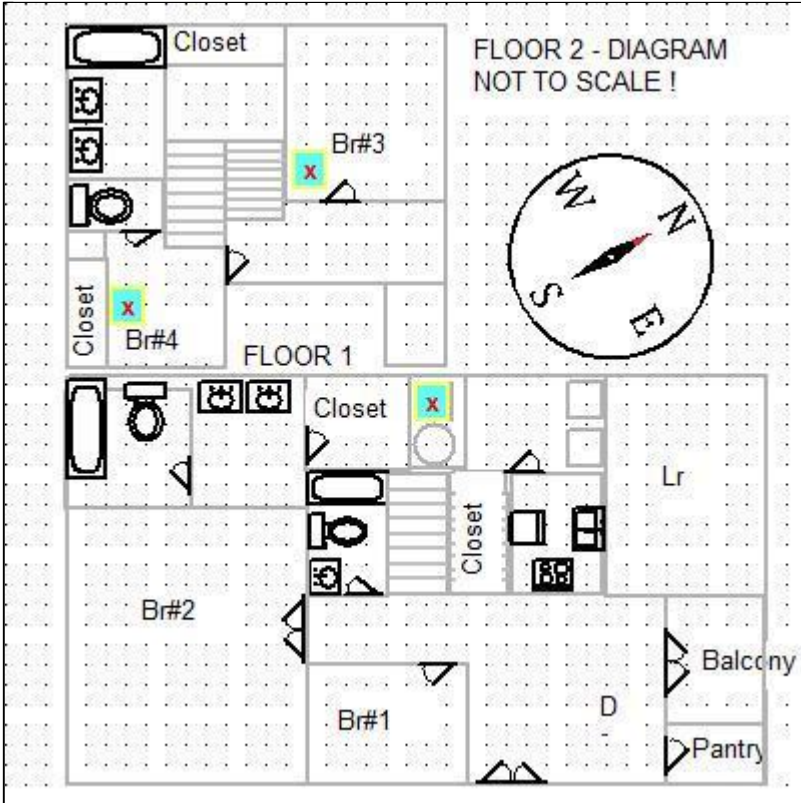 Closet
FLOOR 2 - DIAGRAM
NOT TO SCALE !
Br#3
x
W
N
S
E
Closet
x
Br#4
FLOOR 1
Closet
x
Lr
Closet
Br#2
Balcony
Br#1
D
-
Pantry